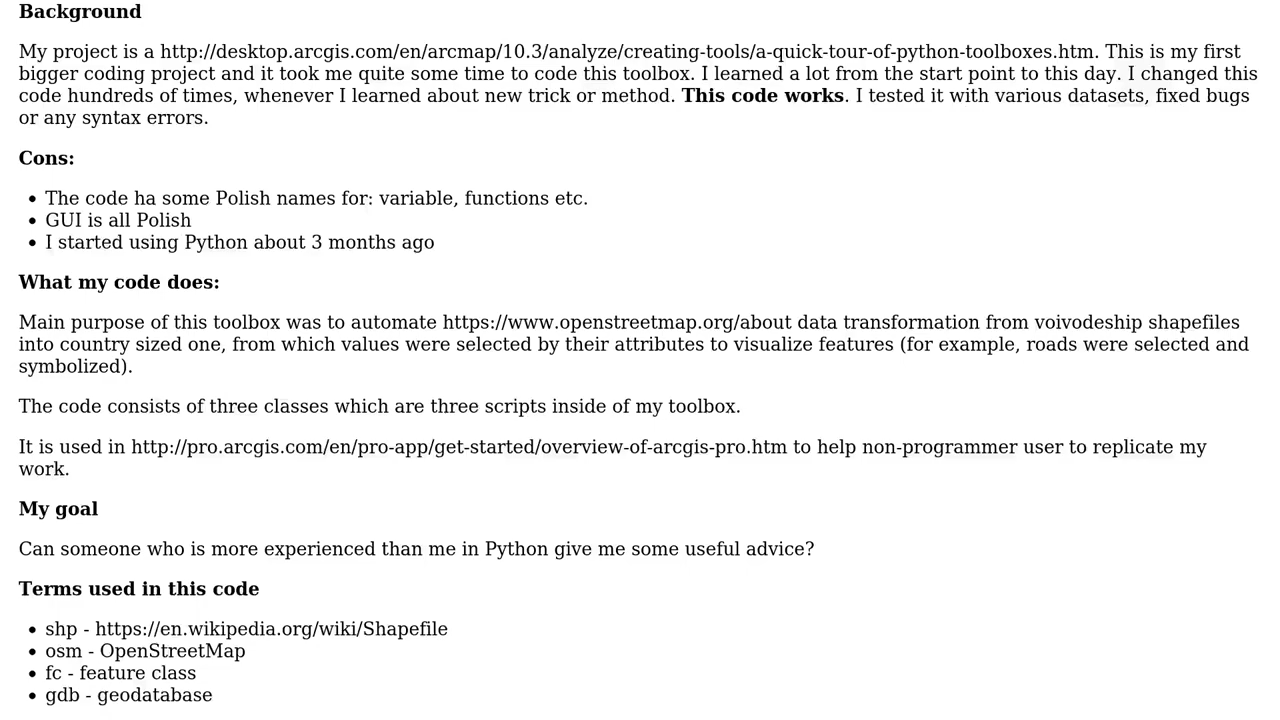 Background
My project is a http://desktop.arcgis.com/en/arcmap/10.3/analyze/creating-tools/a-quick-tour-of-python-toolboxes.htm. This is my first
bigger coding project and it took me quite some time to code this toolbox. I learned a lot from the start point to this day. I changed this
code hundreds of times, whenever I learned about new trick or method. This code works. I tested it with various datasets, fixed bugs
or any syntax errors.
Cons:
• The code ha some Polish names for: variable, functions etc.
• GUI is all Polish
• I started using Python about 3 months ago
What my code does:
Main purpose of this toolbox was to automate https://www.openstreetmap.org/about data transformation from voivodeship shapefiles
into country sized one, from which values were selected by their attributes to visualize features (for example, roads were selected and
symbolized).
The code consists of three classes which are three scripts inside of my toolbox.
It is used in http://pro.arcgis.com/en/pro-app/get-started/overview-of-arcgis-pro.htm to help non-programmer user to replicate my
work.
My goal
Can someone who is more experienced than me in Python give me some useful advice?
Terms used in this code
• shp - https://en.wikipedia.org/wiki/Shapefile
• osm - OpenStreetMap
• fc - feature class
• gdb - geodatabase